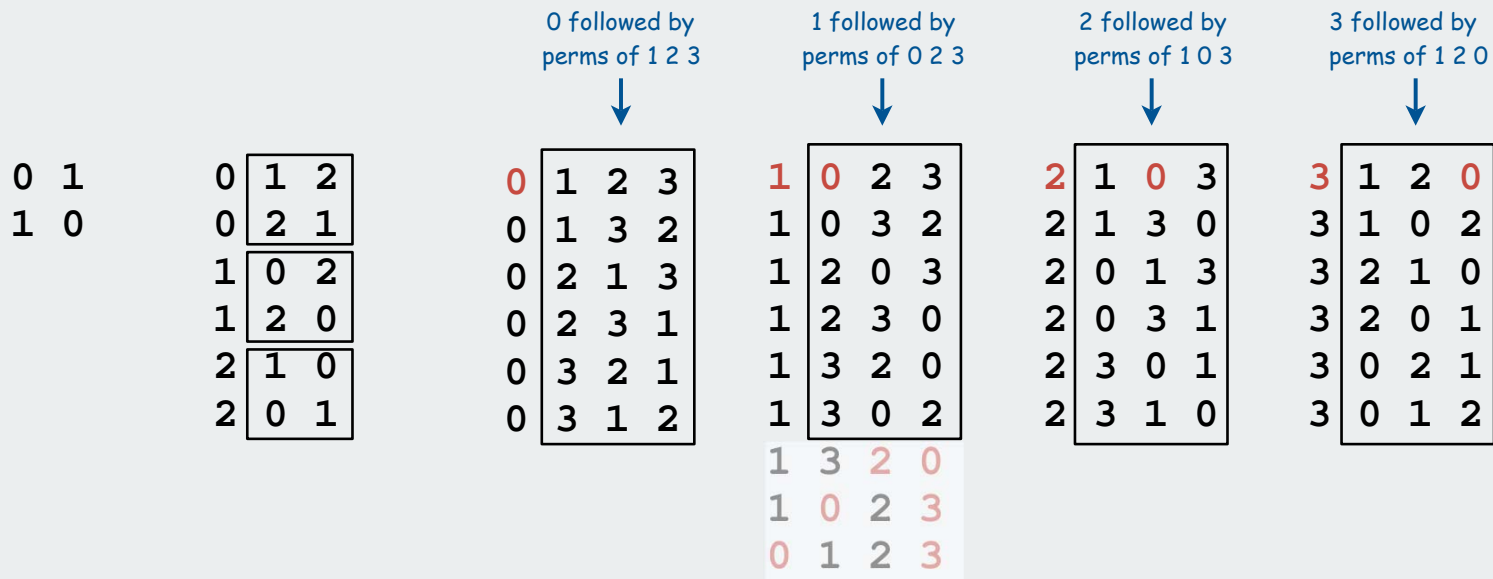 0 followed by
perms of 1 2 3
1 followed by
perms of 0 2 3
2 followed by
perms of 1 0 3
3 followed by
perms of 1 2 0
0 1
1 0
0 1 2
0 2 1
1 0 2
1 2 0
2 1 0
2 0 1
0 1 2 3
0 1 3 2
0 2 1 3
0 2 3 1
0 3 2 1
0 3 1 2
1 0 2 3
1 0 3 2
1 2 0 3
1 2 3 0
1 3 2 0
1 3 0 2
1 3 2 0
1 0 2 3
0 1 2 3
2 1 0 3
2 1 3 0
2 0 1 3
2 0 3 1
2 3 0 1
2 3 1 0
3 1 2 0
3 1 0 2
3 2 1 0
3 2 0 1
3 0 2 1
3 0 1 2